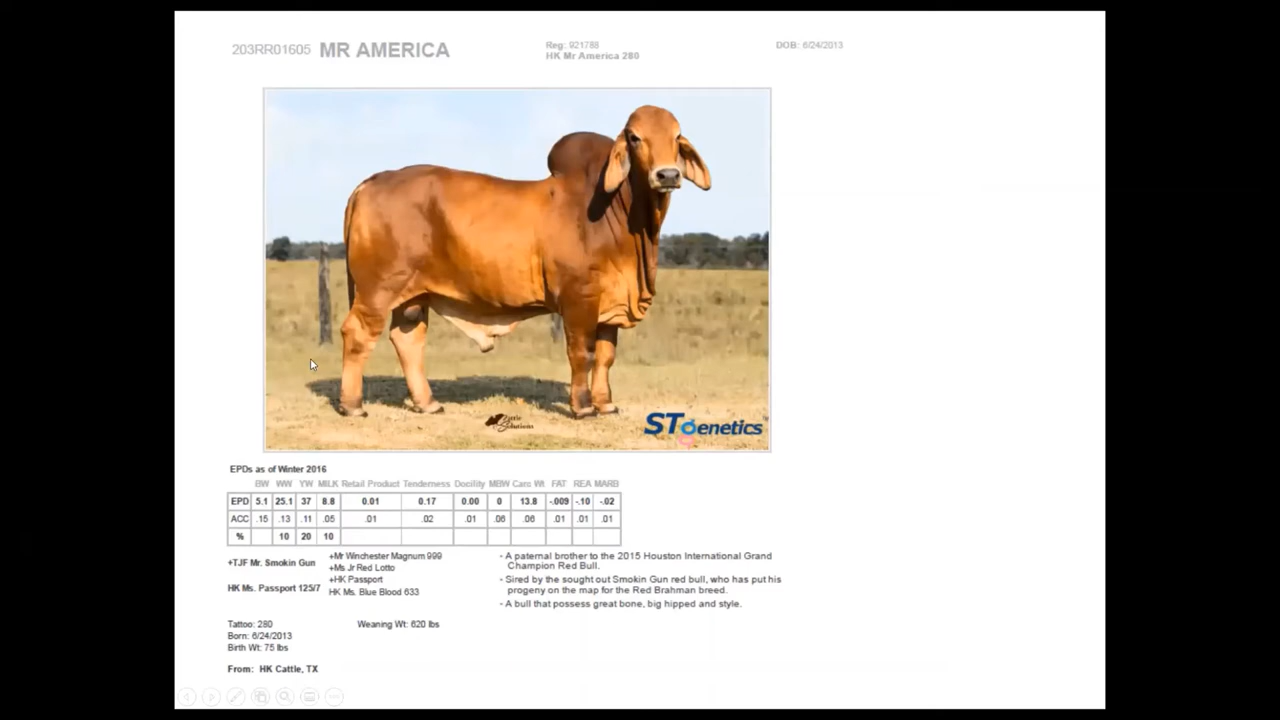 203RR01605 MR AMERICA
Reg: 921788
HK Mr America 280
DOB: 6/24/2013
Cattle Solutions
STgenetics
EPDs as of Winter 2016
BW WW YW MILK Retail Product Tenderness Docility MBW Carc Wt FAT REA MARB
EPD 5.1 25.1 37 8.8 0.01 0.17 0.00 0 13.8 -.009 -.10 -.02
ACC .15 .13 .11 .05 .01 .02 .01 .06 .06 .01 .01 .01
% 10 20 10
+TJF Mr. Smokin Gun
+Mr Winchester Magnum 999
+Ms Jr Red Lotto
HK Ms. Passport 125/7
+HK Passport
HK Ms. Blue Blood 633
- A paternal brother to the 2015 Houston International Grand
Champion Red Bull.
- Sired by the sought out Smokin Gun red bull, who has put his
progeny on the map for the Red Brahman breed.
- A bull that possess great bone, big hipped and style.
Tattoo: 280
Weaning Wt: 620 lbs
Born: 6/24/2013
Birth Wt: 75 lbs
From: HK Cattle, TX